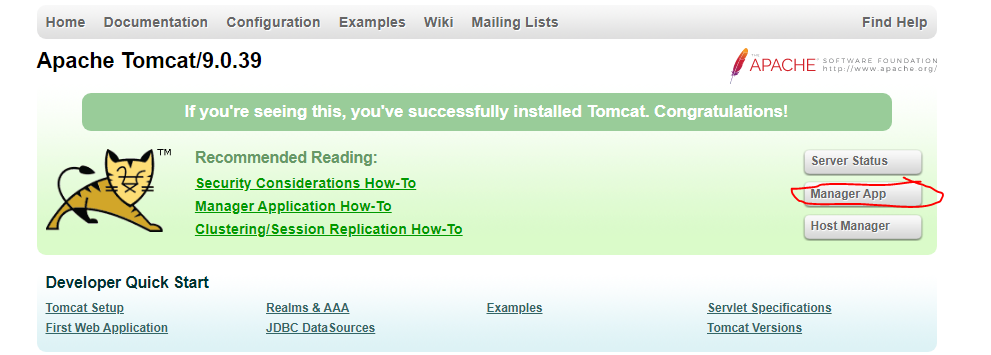 Home Documentation Configuration Examples Wiki Mailing Lists Find Help
Apache Tomcat/9.0.39
THE APACHE™ SOFTWARE FOUNDATION
http://www.apache.org/
If you're seeing this, you've successfully installed Tomcat. Congratulations!
TM
Recommended Reading:
Security Considerations How-To
Manager Application How-To
Clustering/Session Replication How-To
Server Status
Manager App
Host Manager
Developer Quick Start
Tomcat Setup Realms & AAA Examples Servlet Specifications
First Web Application JDBC DataSources Tomcat Versions